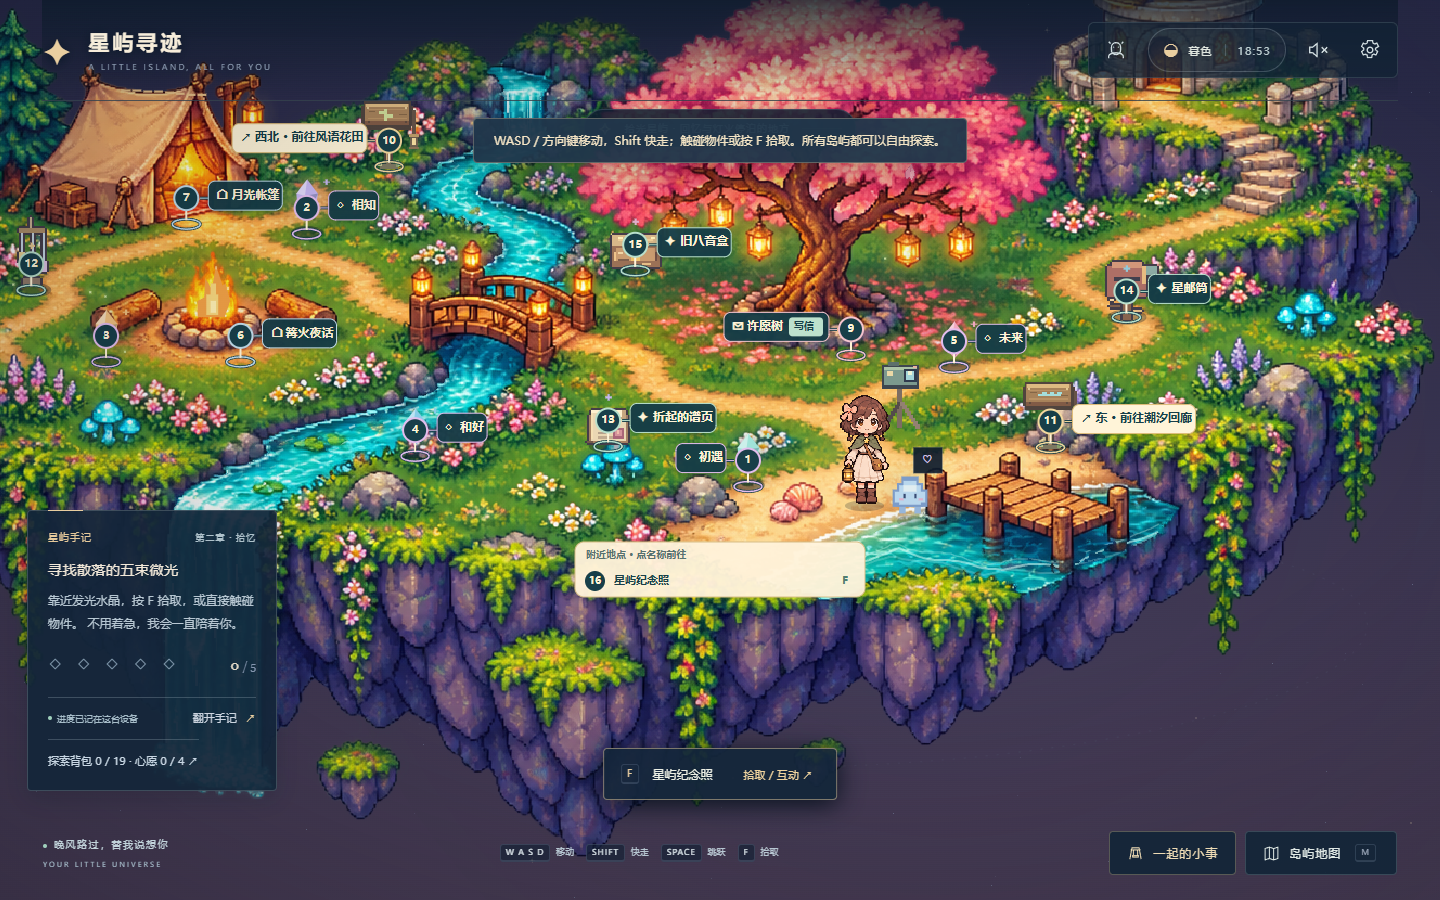 星屿寻迹
A LITTLE ISLAND, ALL FOR YOU
暮色 18:53
WASD / 方向键移动，Shift 快走；触碰物件或按 F 拾取。所有岛屿都可以自由探索。
↗ 西北・前往风语花田
10
7 月光帐篷
2 ◇ 相知
15 ✦ 旧八音盒
12
14 ✦ 星邮筒
3
6 篝火夜话
许愿树 写信 9
5 ◇ 未来
4 ◇ 和好
13 ✦ 折起的谱页
11 ↗ 东・前往潮汐回廊
◇ 初遇 1
附近地点・点名称前往
16 星屿纪念照 F
星屿手记 第二章 · 拾忆
寻找散落的五束微光
靠近发光水晶，按 F 拾取，或直接触碰
物件。 不用着急，我会一直陪着你。
0 / 5
进度已记在这台设备 翻开手记 ↗
探索背包 0 / 19 · 心愿 0 / 4 ↗
F 星屿纪念照 拾取 / 互动 ↗
晚风路过，替我说想你
YOUR LITTLE UNIVERSE
W A S D 移动 SHIFT 快走 SPACE 跳跃 F 拾取
一起的小事
岛屿地图 M